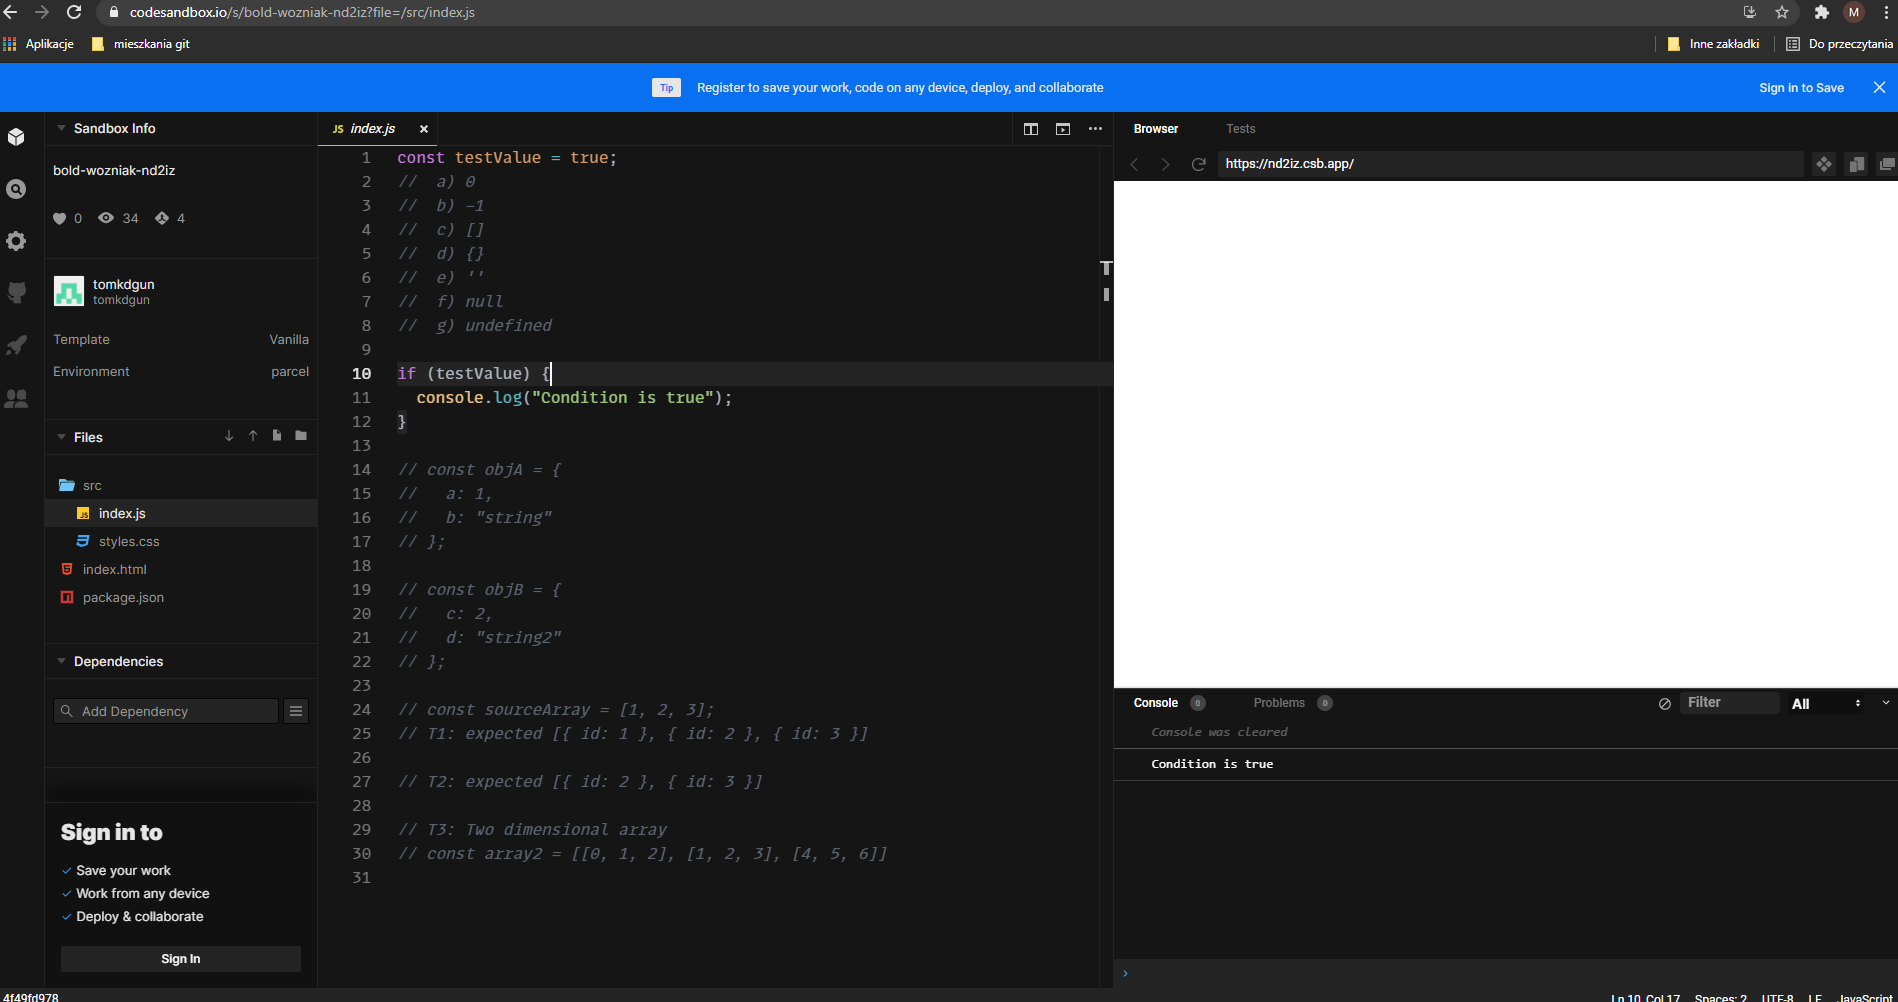 codesandbox.io/s/bold-wozniak-nd2iz?file=/src/index.js
M
Aplikacje
mieszkania git
Inne zakładki
Do przeczytania
Tip
Register to save your work, code on any device, deploy, and collaborate
Sign in to Save
Sandbox Info
bold-wozniak-nd2iz
0 34 4
tomkdgun
tomkdgun
Template Vanilla
Environment parcel
Files
src
JS index.js
styles.css
index.html
package.json
Dependencies
Add Dependency
Sign in to
Save your work
Work from any device
Deploy & collaborate
Sign In
4f49fd978
JS index.js
1 const testValue = true;
2 // a) 0
3 // b) -1
4 // c) []
5 // d) {}
6 // e) ''
7 // f) null
8 // g) undefined
9
10 if (testValue) {
11 console.log("Condition is true");
12 }
13
14 // const objA = {
15 // a: 1,
16 // b: "string"
17 // };
18
19 // const objB = {
20 // c: 2,
21 // d: "string2"
22 // };
23
24 // const sourceArray = [1, 2, 3];
25 // T1: expected [{ id: 1 }, { id: 2 }, { id: 3 }]
26
27 // T2: expected [{ id: 2 }, { id: 3 }]
28
29 // T3: Two dimensional array
30 // const array2 = [[0, 1, 2], [1, 2, 3], [4, 5, 6]]
31
Browser Tests
https://nd2iz.csb.app/
Console 0 Problems 0 Filter All
Console was cleared
Condition is true
Ln 10, Col 17 Spaces: 2 UTF-8 LF JavaScript